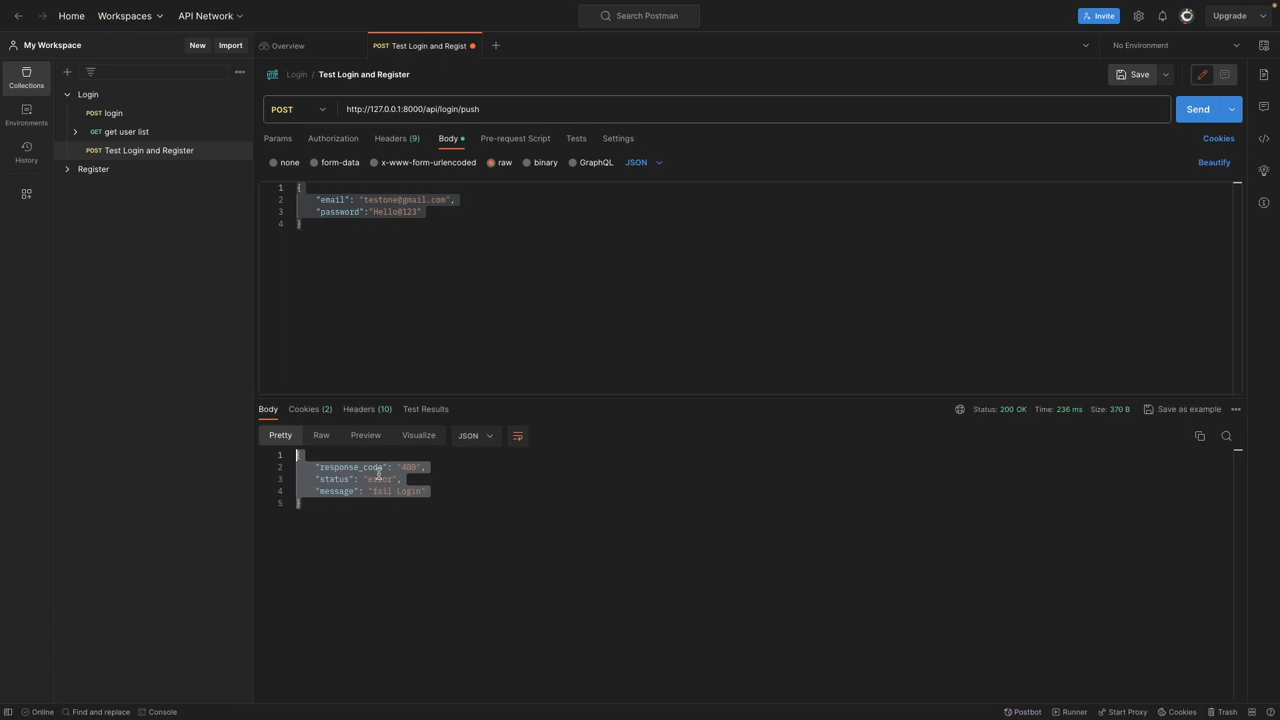 Home Workspaces API Network Search Postman Invite Upgrade
My Workspace New Import Overview POST Test Login and Regist No Environment
Collections
Environments
History
Login
POST login
get user list
POST Test Login and Register
Register
HTTP Login / Test Login and Register Save
POST http://127.0.0.1:8000/api/login/push Send
Params Authorization Headers (9) Body Pre-request Script Tests Settings Cookies
none form-data x-www-form-urlencoded raw binary GraphQL JSON Beautify
1 {
2 "email": "testone@gmail.com",
3 "password":"Hello@123"
4 }
Body Cookies (2) Headers (10) Test Results Status: 200 OK Time: 236 ms Size: 370 B Save as example
Pretty Raw Preview Visualize JSON
1 {
2 "response_code": "400",
3 "status": "error",
4 "message": "fail Login"
5 }
Online Find and replace Console Postbot Runner Start Proxy Cookies Trash